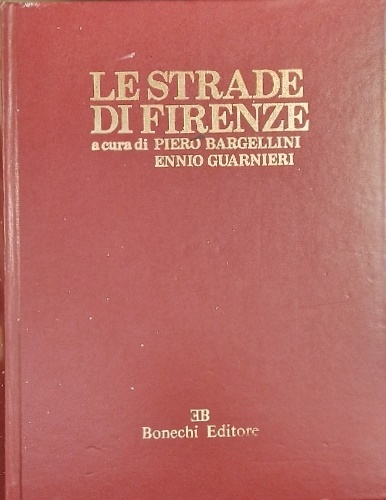 LE STRADE
DI FIRENZE
a cura di PIERO BARGELLINI
ENNIO GUARNIERI
EB
Bonechi Editore